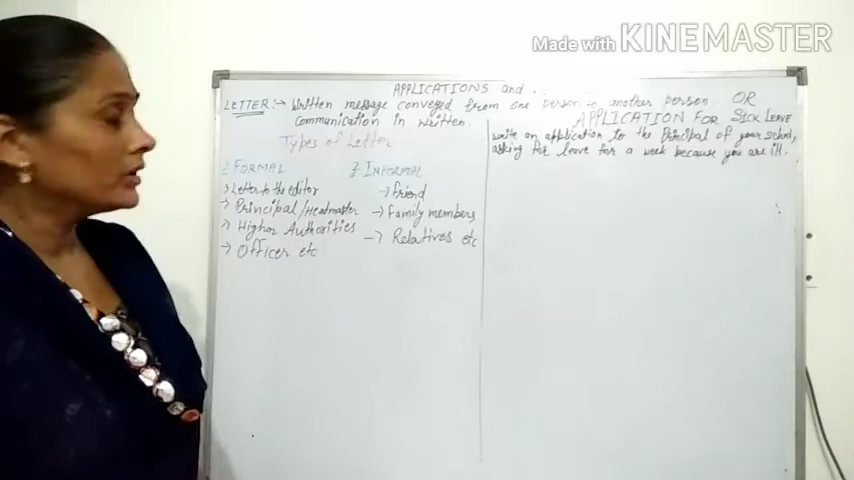 Made with KINEMASTER
APPLICATIONS and
LETTER :→ Written message conveyed from one person to another person OR
communication in written.
Types of Letter
1 FORMAL
→ Letter to the editor
→ Principal/Headmaster
→ Higher Authorities
→ Officer etc
2 INFORMAL
→ friend
→ Family members
→ Relatives etc
APPLICATION FOR SICK LEAVE
Write an application to the Principal of your school,
asking for leave for a week because you are ill.